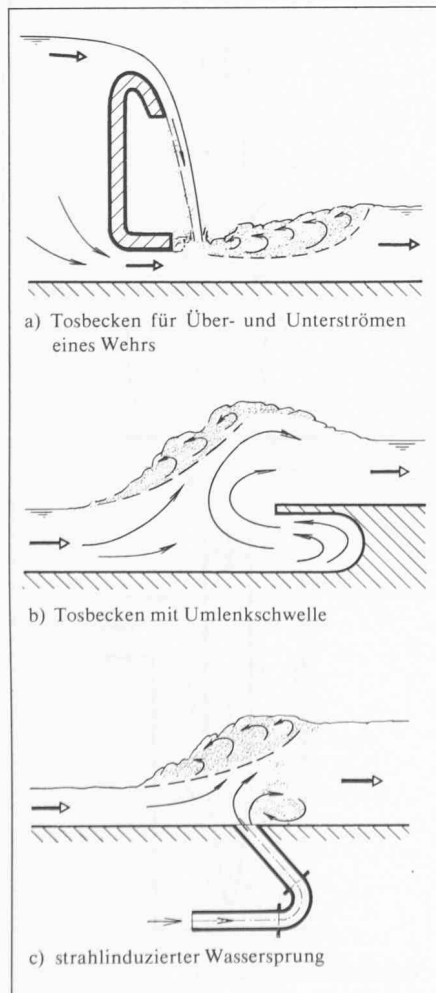 a) Tosbecken für Über- und Unterströmen
eines Wehrs
b) Tosbecken mit Umlenkschwelle
c) strahlinduzierter Wassersprung